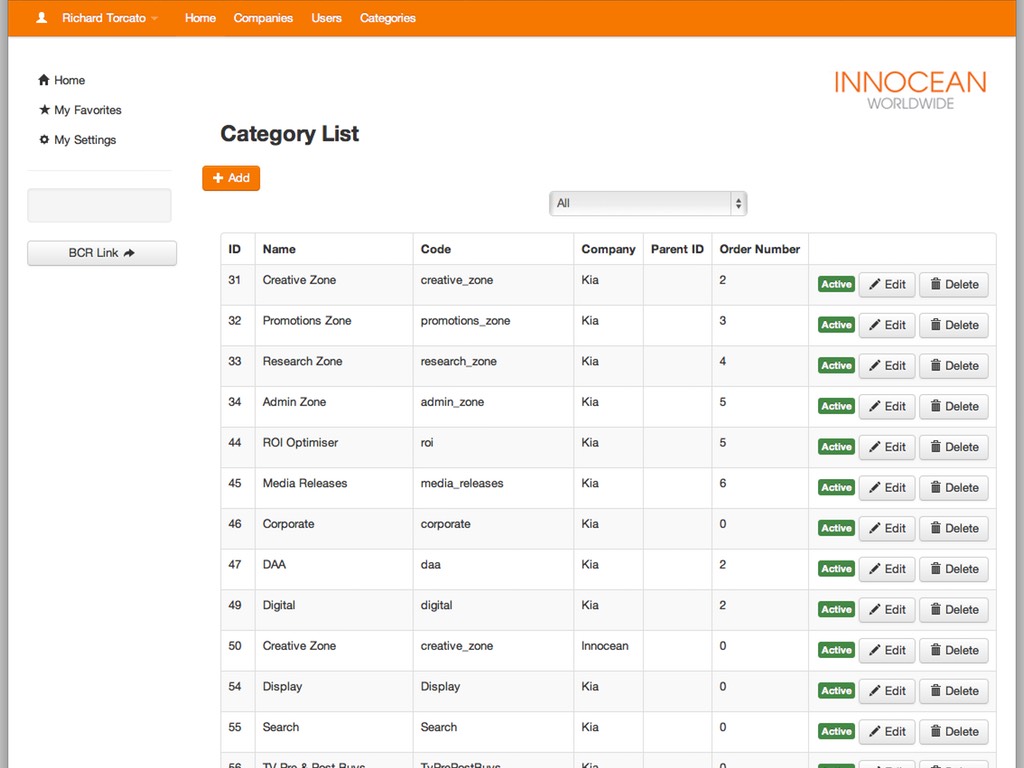 Richard Torcato Home Companies Users Categories
Home
My Favorites
My Settings
BCR Link
INNOCEAN
WORLDWIDE
Category List
Add
All
ID Name Code Company Parent ID Order Number
31 Creative Zone creative_zone Kia 2 Active Edit Delete
32 Promotions Zone promotions_zone Kia 3 Active Edit Delete
33 Research Zone research_zone Kia 4 Active Edit Delete
34 Admin Zone admin_zone Kia 5 Active Edit Delete
44 ROI Optimiser roi Kia 5 Active Edit Delete
45 Media Releases media_releases Kia 6 Active Edit Delete
46 Corporate corporate Kia 0 Active Edit Delete
47 DAA daa Kia 2 Active Edit Delete
49 Digital digital Kia 2 Active Edit Delete
50 Creative Zone creative_zone Innocean 0 Active Edit Delete
54 Display Display Kia 0 Active Edit Delete
55 Search Search Kia 0 Active Edit Delete
56 TV Pre & Post Buys TvPrePostBuys Kia 0